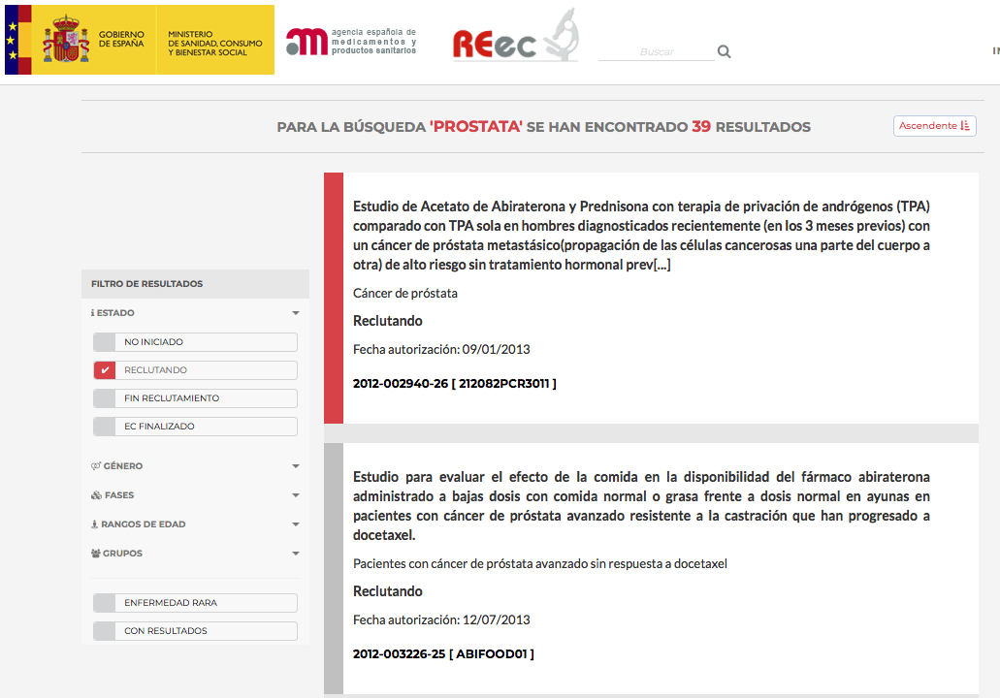 GOBIERNO
DE ESPAÑA
MINISTERIO
DE SANIDAD, CONSUMO
Y BIENESTAR SOCIAL
am
agencia española de
medicamentos y
productos sanitarios
REec
Buscar
PARA LA BÚSQUEDA 'PROSTATA' SE HAN ENCONTRADO 39 RESULTADOS
Ascendente
FILTRO DE RESULTADOS
ESTADO
NO INICIADO
RECLUTANDO
FIN RECLUTAMIENTO
EC FINALIZADO
GÉNERO
FASES
RANGOS DE EDAD
GRUPOS
ENFERMEDAD RARA
CON RESULTADOS
Estudio de Acetato de Abiraterona y Prednisona con terapia de privación de andrógenos (TPA)
comparado con TPA sola en hombres diagnosticados recientemente (en los 3 meses previos) con
un cáncer de próstata metastásico(propagación de las células cancerosas una parte del cuerpo a
otra) de alto riesgo sin tratamiento hormonal prev[...]
Cáncer de próstata
Reclutando
Fecha autorización: 09/01/2013
2012-002940-26 [ 212082PCR3011 ]
Estudio para evaluar el efecto de la comida en la disponibilidad del fármaco abiraterona
administrado a bajas dosis con comida normal o grasa frente a dosis normal en ayunas en
pacientes con cáncer de próstata avanzado resistente a la castración que han progresado a
docetaxel.
Pacientes con cáncer de próstata avanzado sin respuesta a docetaxel
Reclutando
Fecha autorización: 12/07/2013
2012-003226-25 [ ABIFOOD01 ]